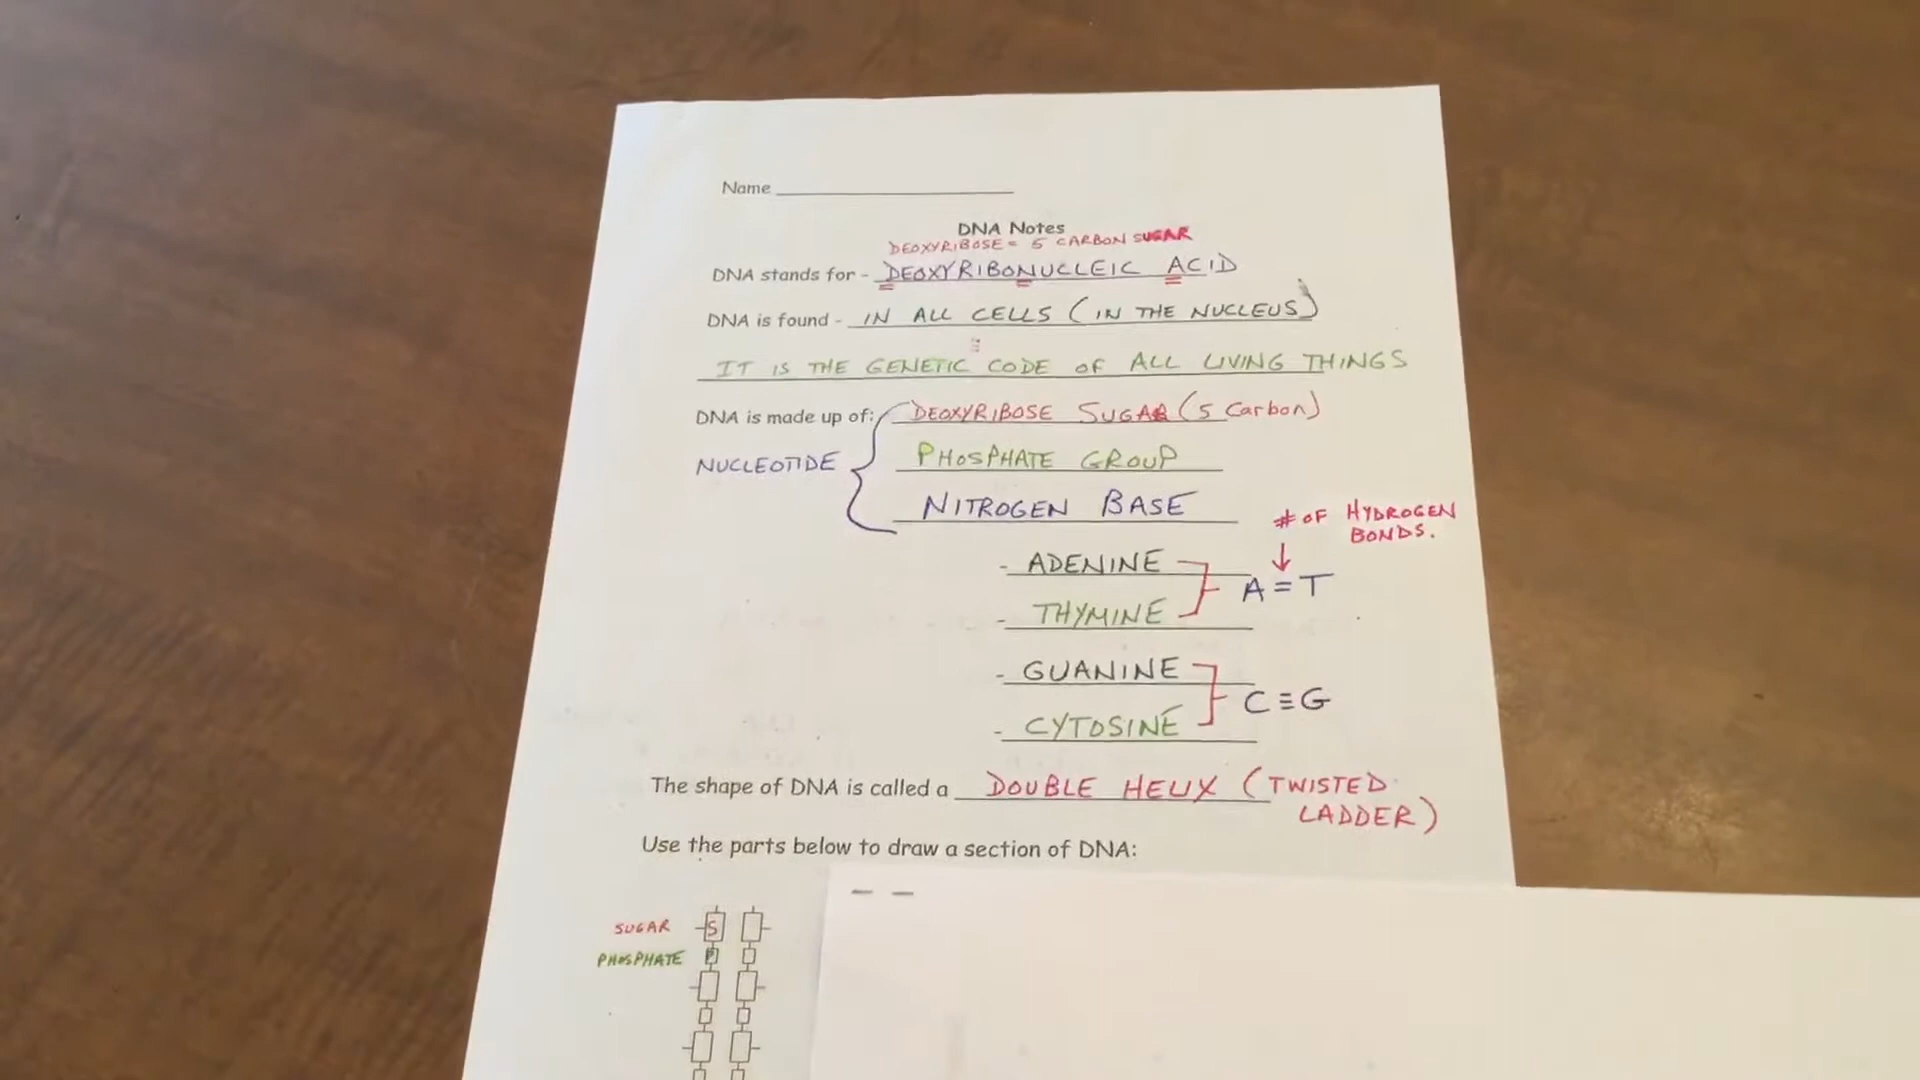 Name
DNA Notes
DEOXYRIBOSE = 5 CARBON SUGAR
DNA stands for - DEOXYRIBONUCLEIC ACID
DNA is found - IN ALL CELLS (IN THE NUCLEUS)
IT IS THE GENETIC CODE OF ALL LIVING THINGS
DNA is made up of: DEOXYRIBOSE SUGAR (5 Carbon)
NUCLEOTIDE PHOSPHATE GROUP
NITROGEN BASE
# OF HYDROGEN
BONDS.
- ADENINE
A = T
- THYMINE
- GUANINE
C ≡ G
- CYTOSINE
The shape of DNA is called a DOUBLE HELIX (TWISTED
LADDER)
Use the parts below to draw a section of DNA:
SUGAR S
PHOSPHATE P